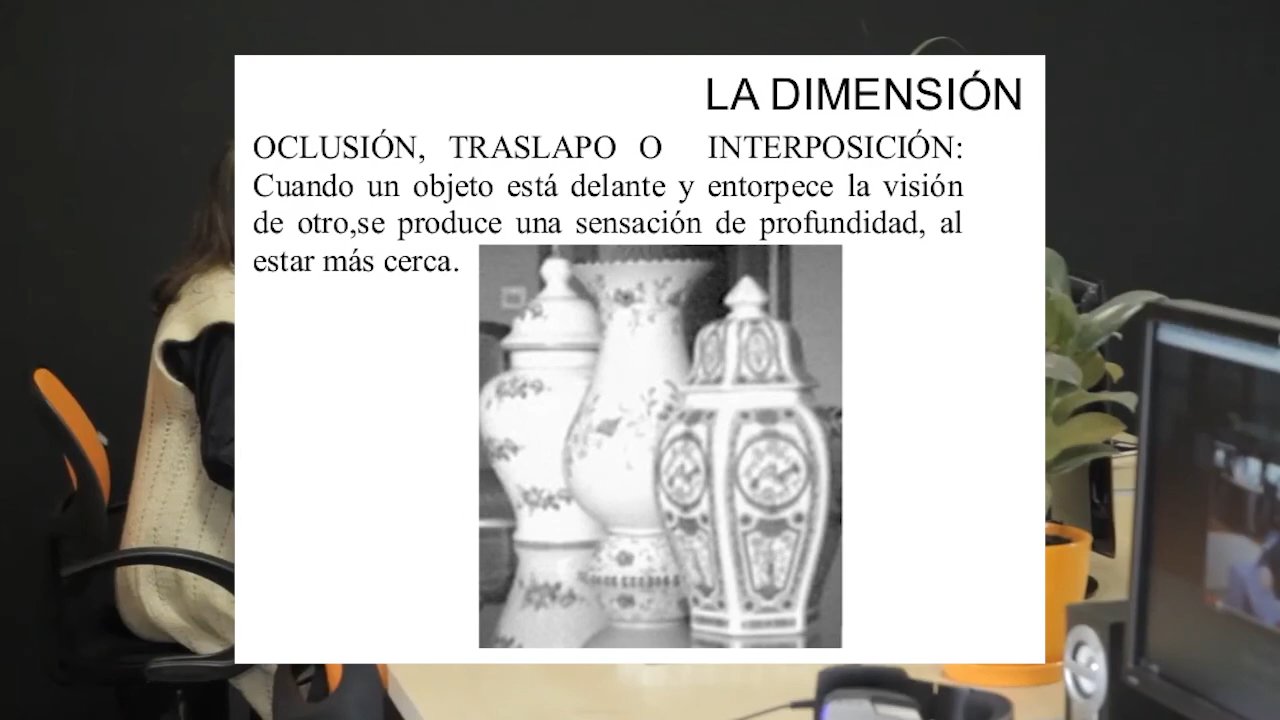 LA DIMENSIÓN
OCLUSIÓN, TRASLAPO O INTERPOSICIÓN:
Cuando un objeto está delante y entorpece la visión
de otro,se produce una sensación de profundidad, al
estar más cerca.